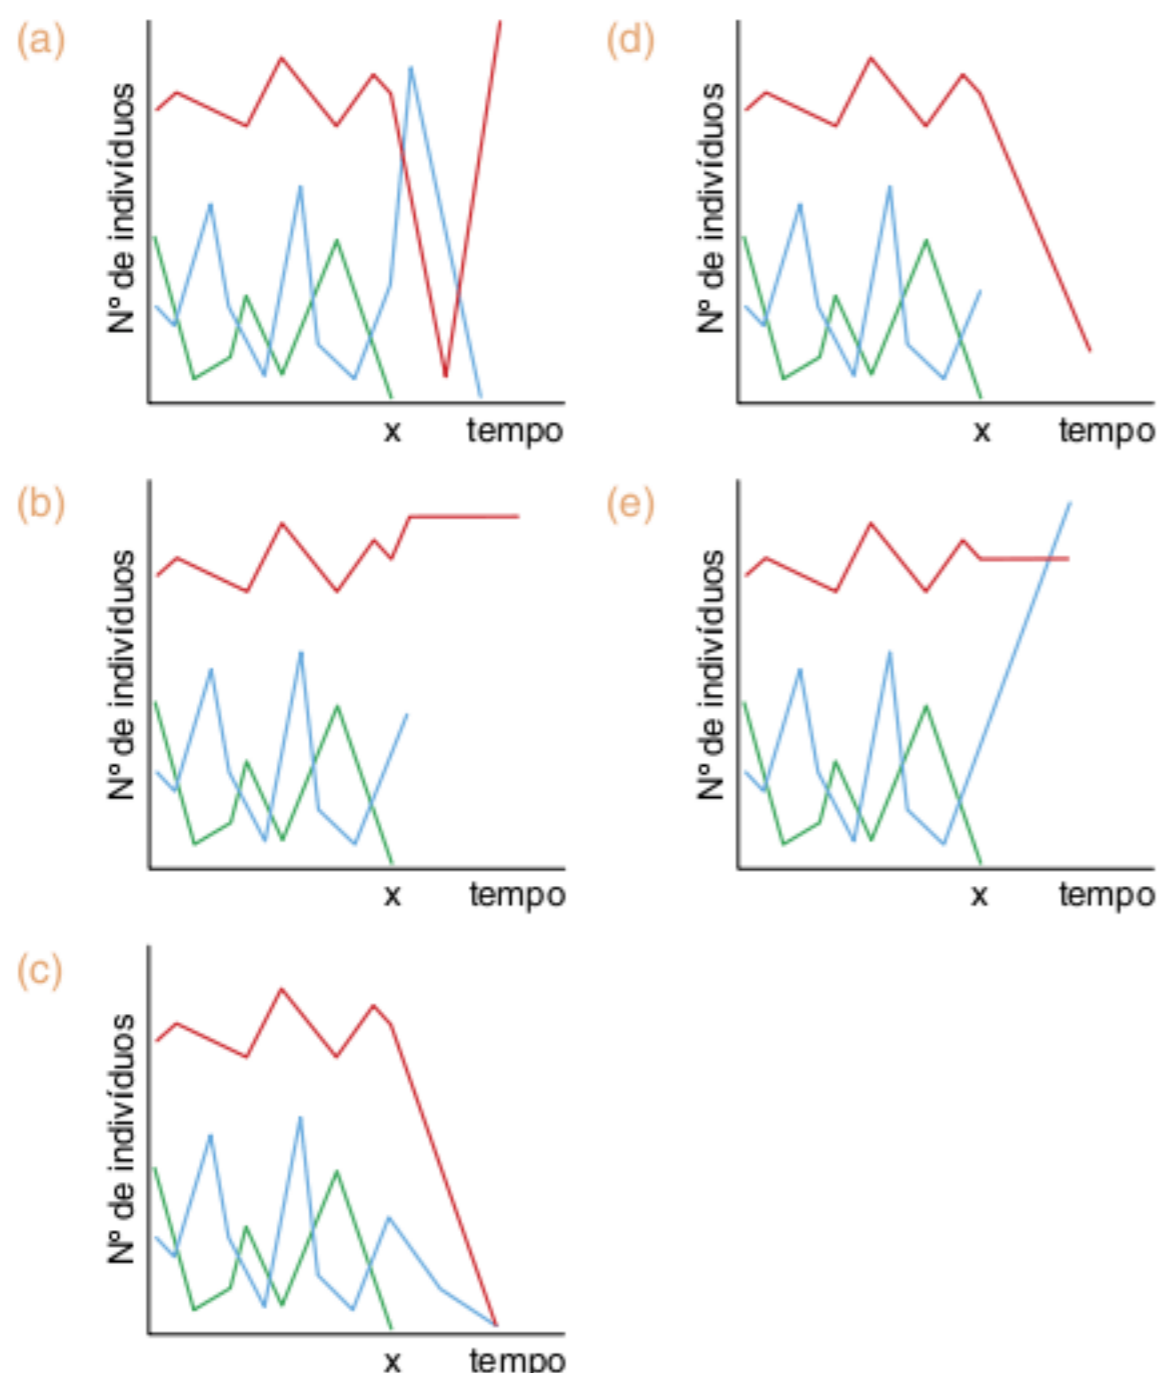 (a)
Nº de indivíduos
x
tempo
(d)
Nº de indivíduos
x
tempo
(b)
Nº de indivíduos
x
tempo
(e)
Nº de indivíduos
x
tempo
(c)
Nº de indivíduos
x
tempo